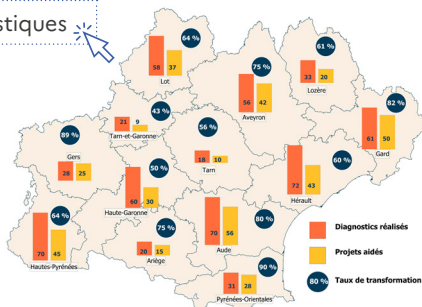 stiques
64 %
58 37
Lot
61 %
33 20
Lozère
75 %
56 42
Aveyron
43 %
21 9
Tarn-et-Garonne
82 %
61 50
Gard
56 %
18 10
Tarn
89 %
28 25
Gers
50 %
60 30
Haute-Garonne
60 %
72 43
Hérault
64 %
70 45
Hautes-Pyrénées
75 %
20 15
Ariège
80 %
70 56
Aude
90 %
31 28
Pyrénées-Orientales
Diagnostics réalisés
Projets aidés
80 % Taux de transformation